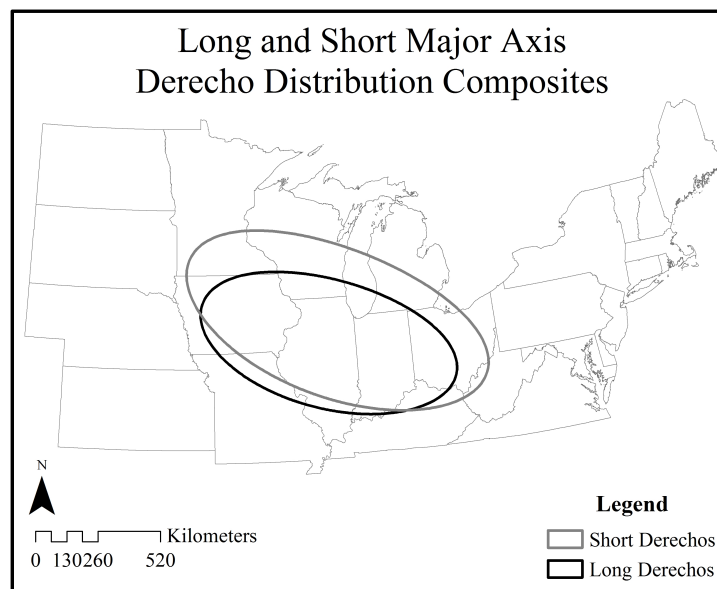 Long and Short Major Axis
Derecho Distribution Composites
N
Kilometers
0 130260 520
Legend
Short Derechos
Long Derechos